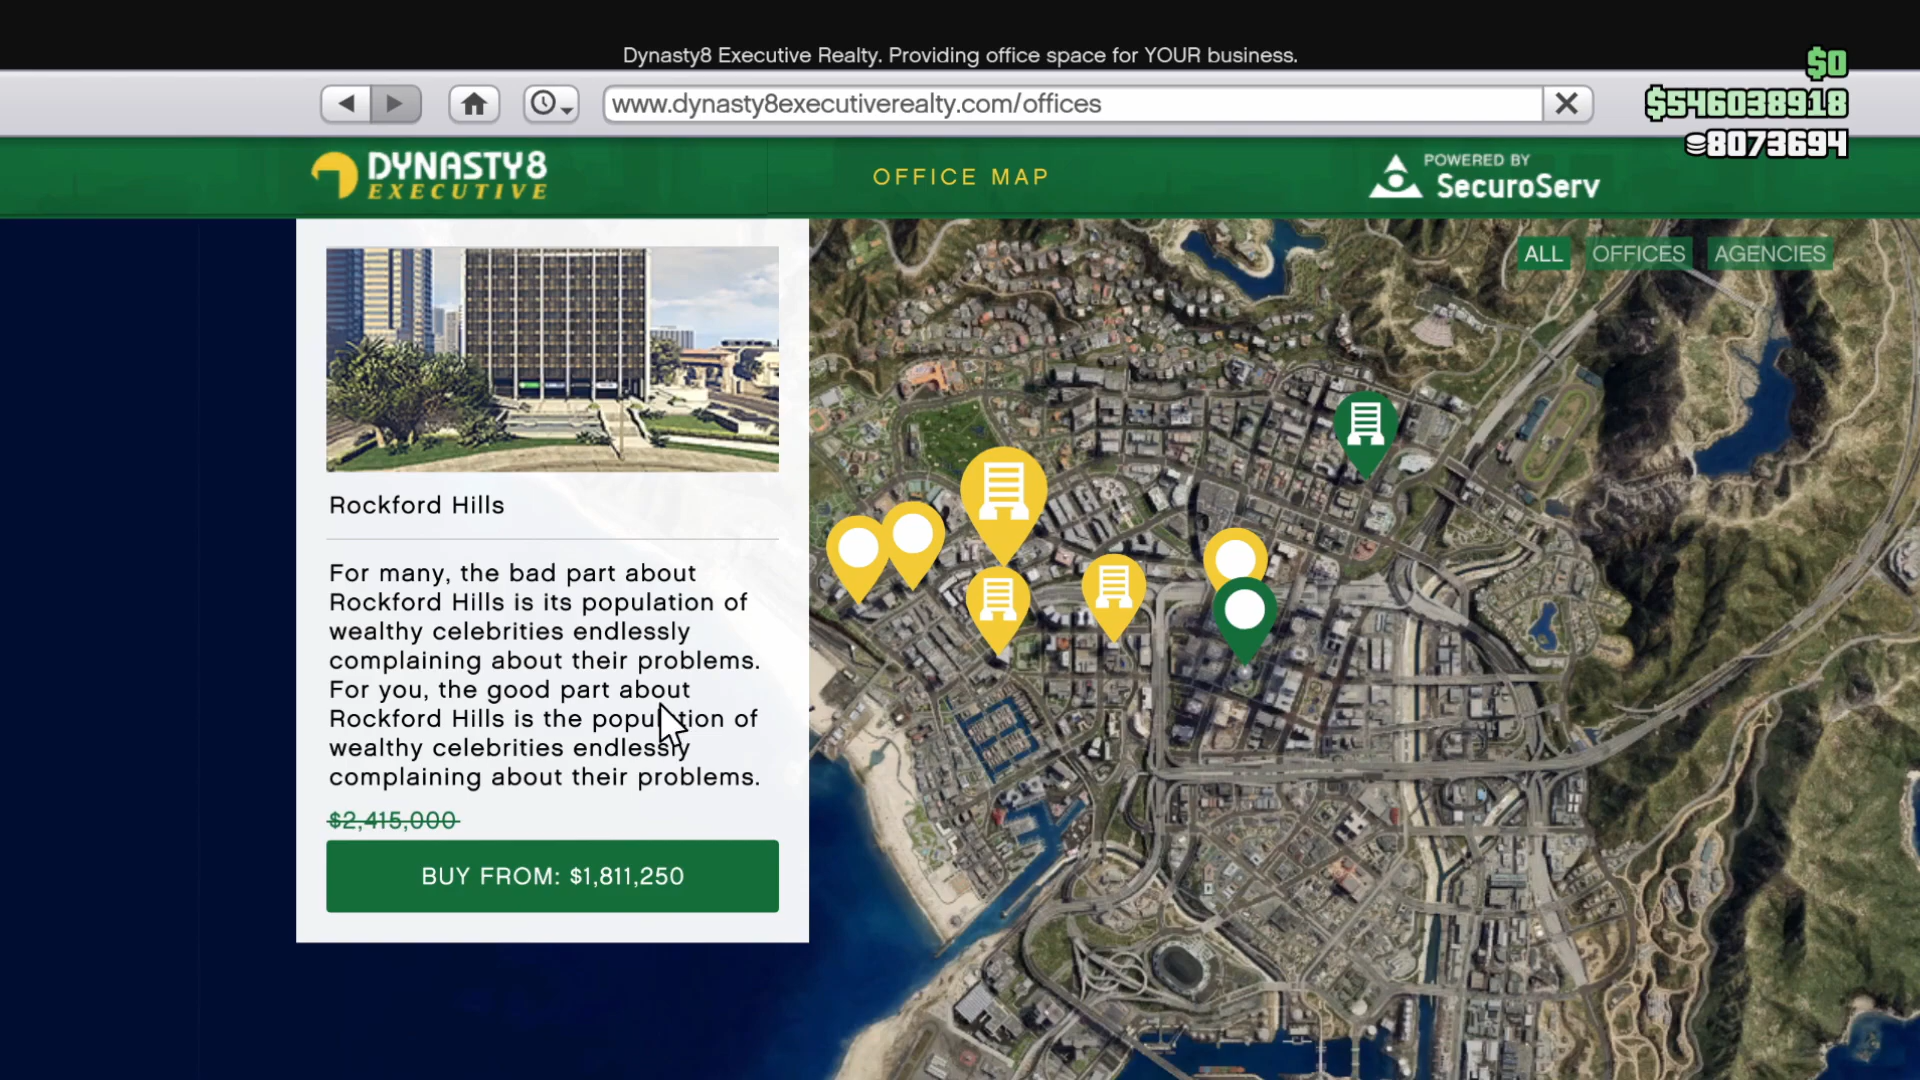 Dynasty8 Executive Realty. Providing office space for YOUR business.
$0
www.dynasty8executiverealty.com/offices
$546038918
8073694
DYNASTY8
EXECUTIVE
OFFICE MAP
POWERED BY
SecuroServ
ALL
OFFICES
AGENCIES
Rockford Hills
For many, the bad part about
Rockford Hills is its population of
wealthy celebrities endlessly
complaining about their problems.
For you, the good part about
Rockford Hills is the population of
wealthy celebrities endlessly
complaining about their problems.
$2,415,000
BUY FROM: $1,811,250